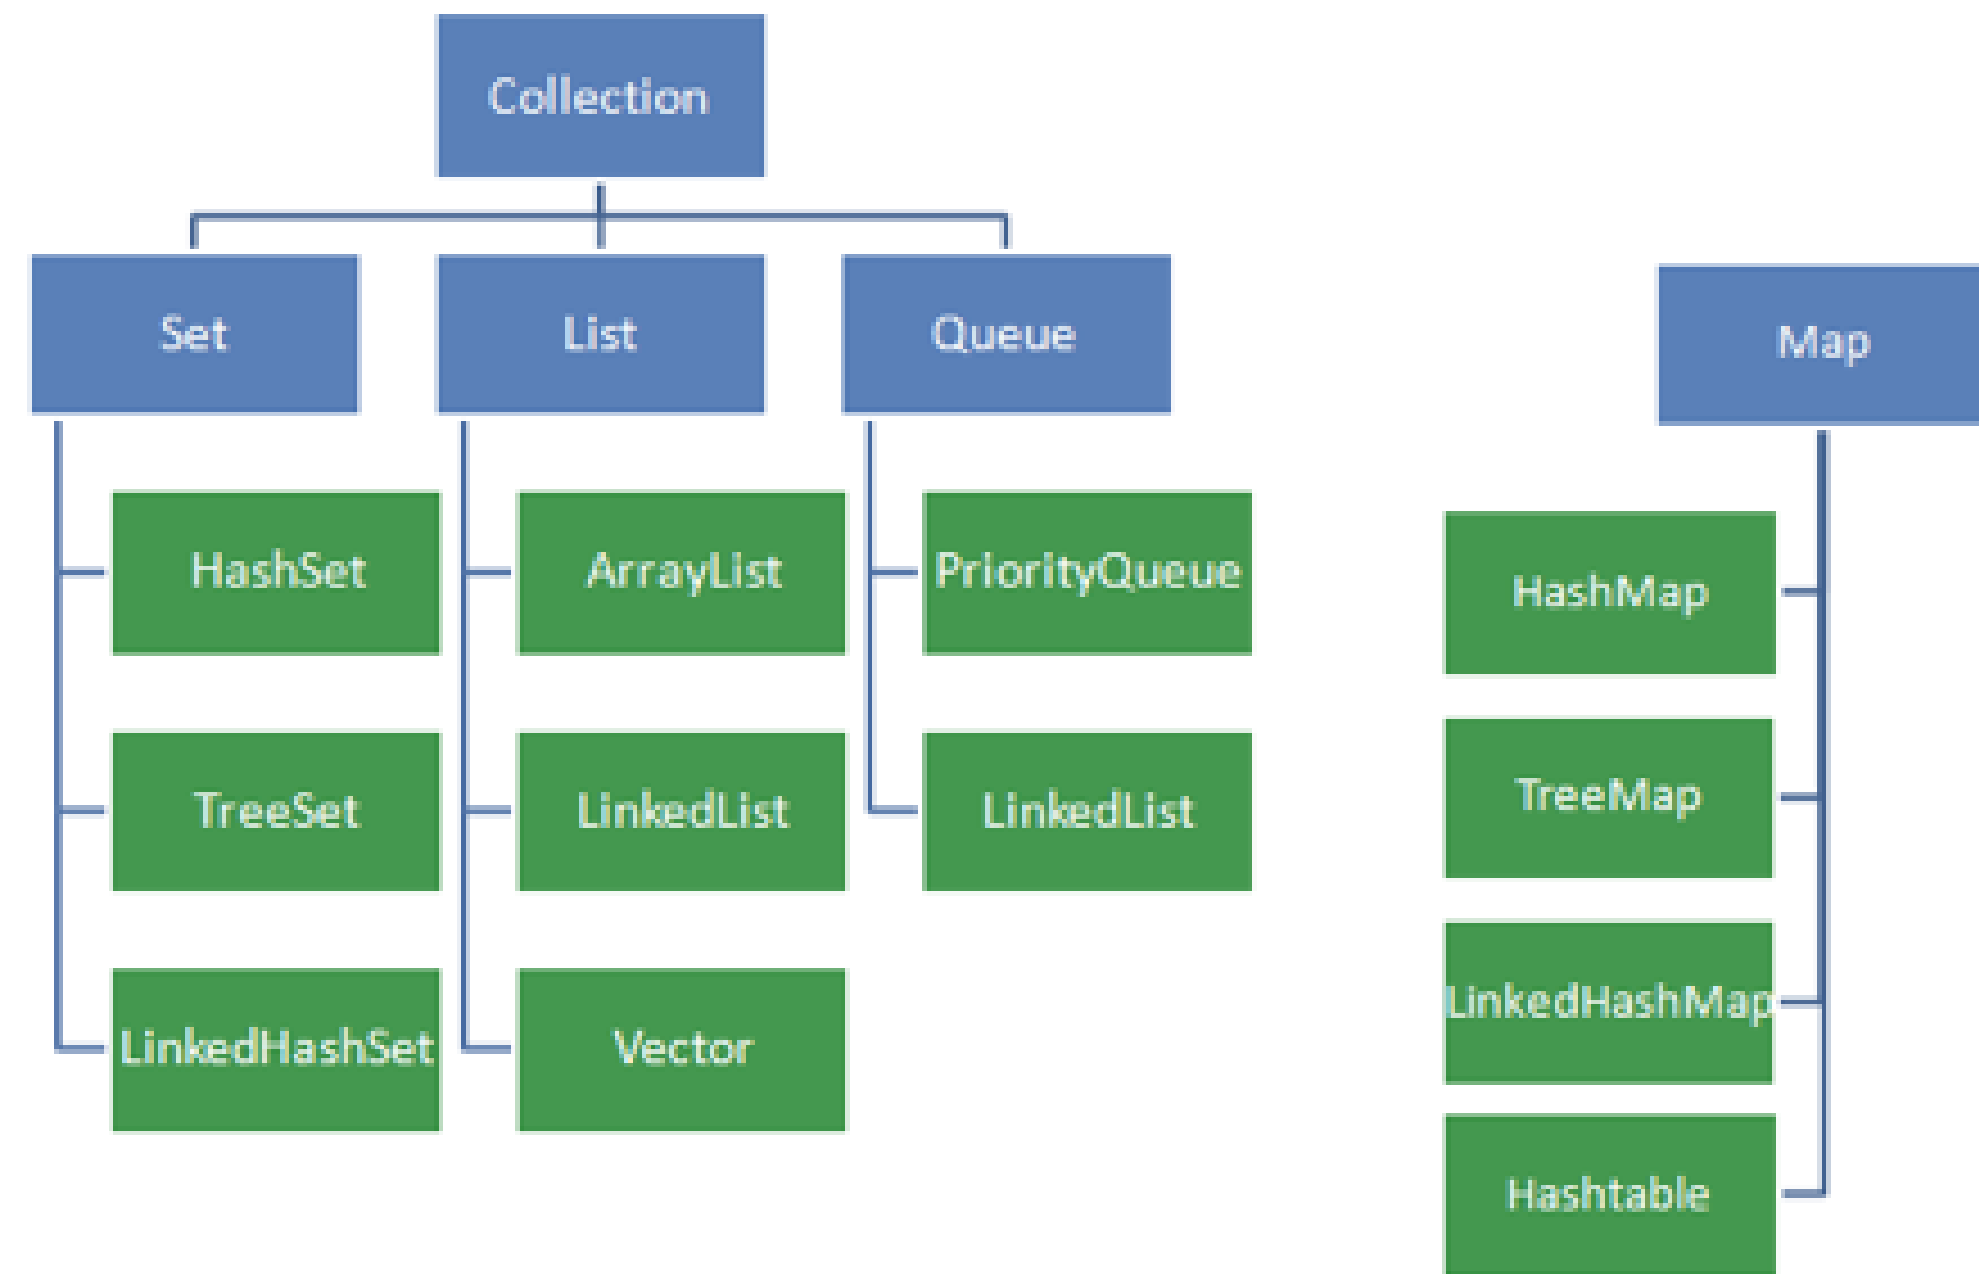 Collection
Set
List
Queue
Map
HashSet
ArrayList
PriorityQueue
HashMap
TreeSet
LinkedList
LinkedList
TreeMap
LinkedHashSet
Vector
LinkedHashMap
Hashtable